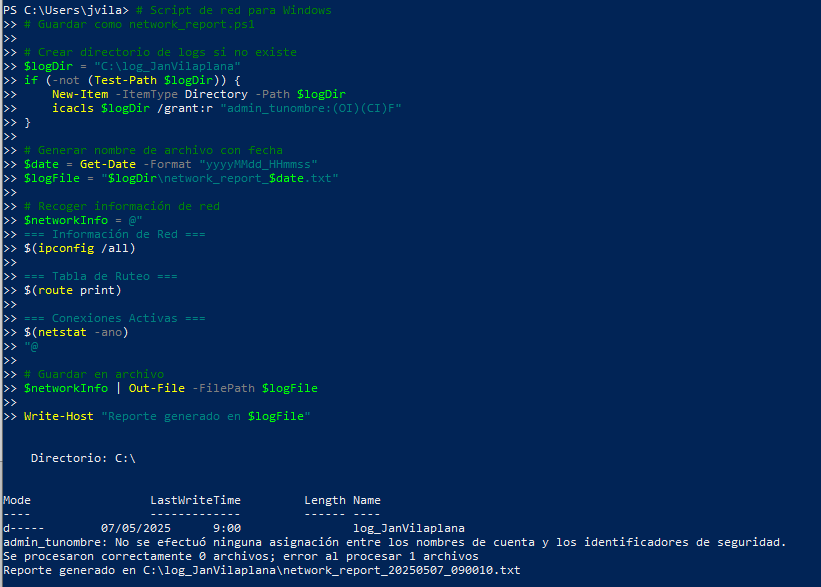 PS C:\Users\jvila> # Script de red para Windows
>> # Guardar como network_report.ps1
>>
>> # Crear directorio de logs si no existe
>> $logDir = "C:\log_JanVilaplana"
>> if (-not (Test-Path $logDir)) {
>>     New-Item -ItemType Directory -Path $logDir
>>     icacls $logDir /grant:r "admin_tunombre:(OI)(CI)F"
>> }
>>
>> # Generar nombre de archivo con fecha
>> $date = Get-Date -Format "yyyyMMdd_HHmmss"
>> $logFile = "$logDir\network_report_$date.txt"
>>
>> # Recoger información de red
>> $networkInfo = @"
>> === Información de Red ===
>> $(ipconfig /all)
>>
>> === Tabla de Ruteo ===
>> $(route print)
>>
>> === Conexiones Activas ===
>> $(netstat -ano)
>> "@
>>
>> # Guardar en archivo
>> $networkInfo | Out-File -FilePath $logFile
>>
>> Write-Host "Reporte generado en $logFile"
    Directorio: C:\
Mode                 LastWriteTime         Length Name
----                 -------------         ------ ----
d-----      07/05/2025      9:00                log_JanVilaplana
admin_tunombre: No se efectuó ninguna asignación entre los nombres de cuenta y los identificadores de seguridad.
Se procesaron correctamente 0 archivos; error al procesar 1 archivos
Reporte generado en C:\log_JanVilaplana\network_report_20250507_090010.txt